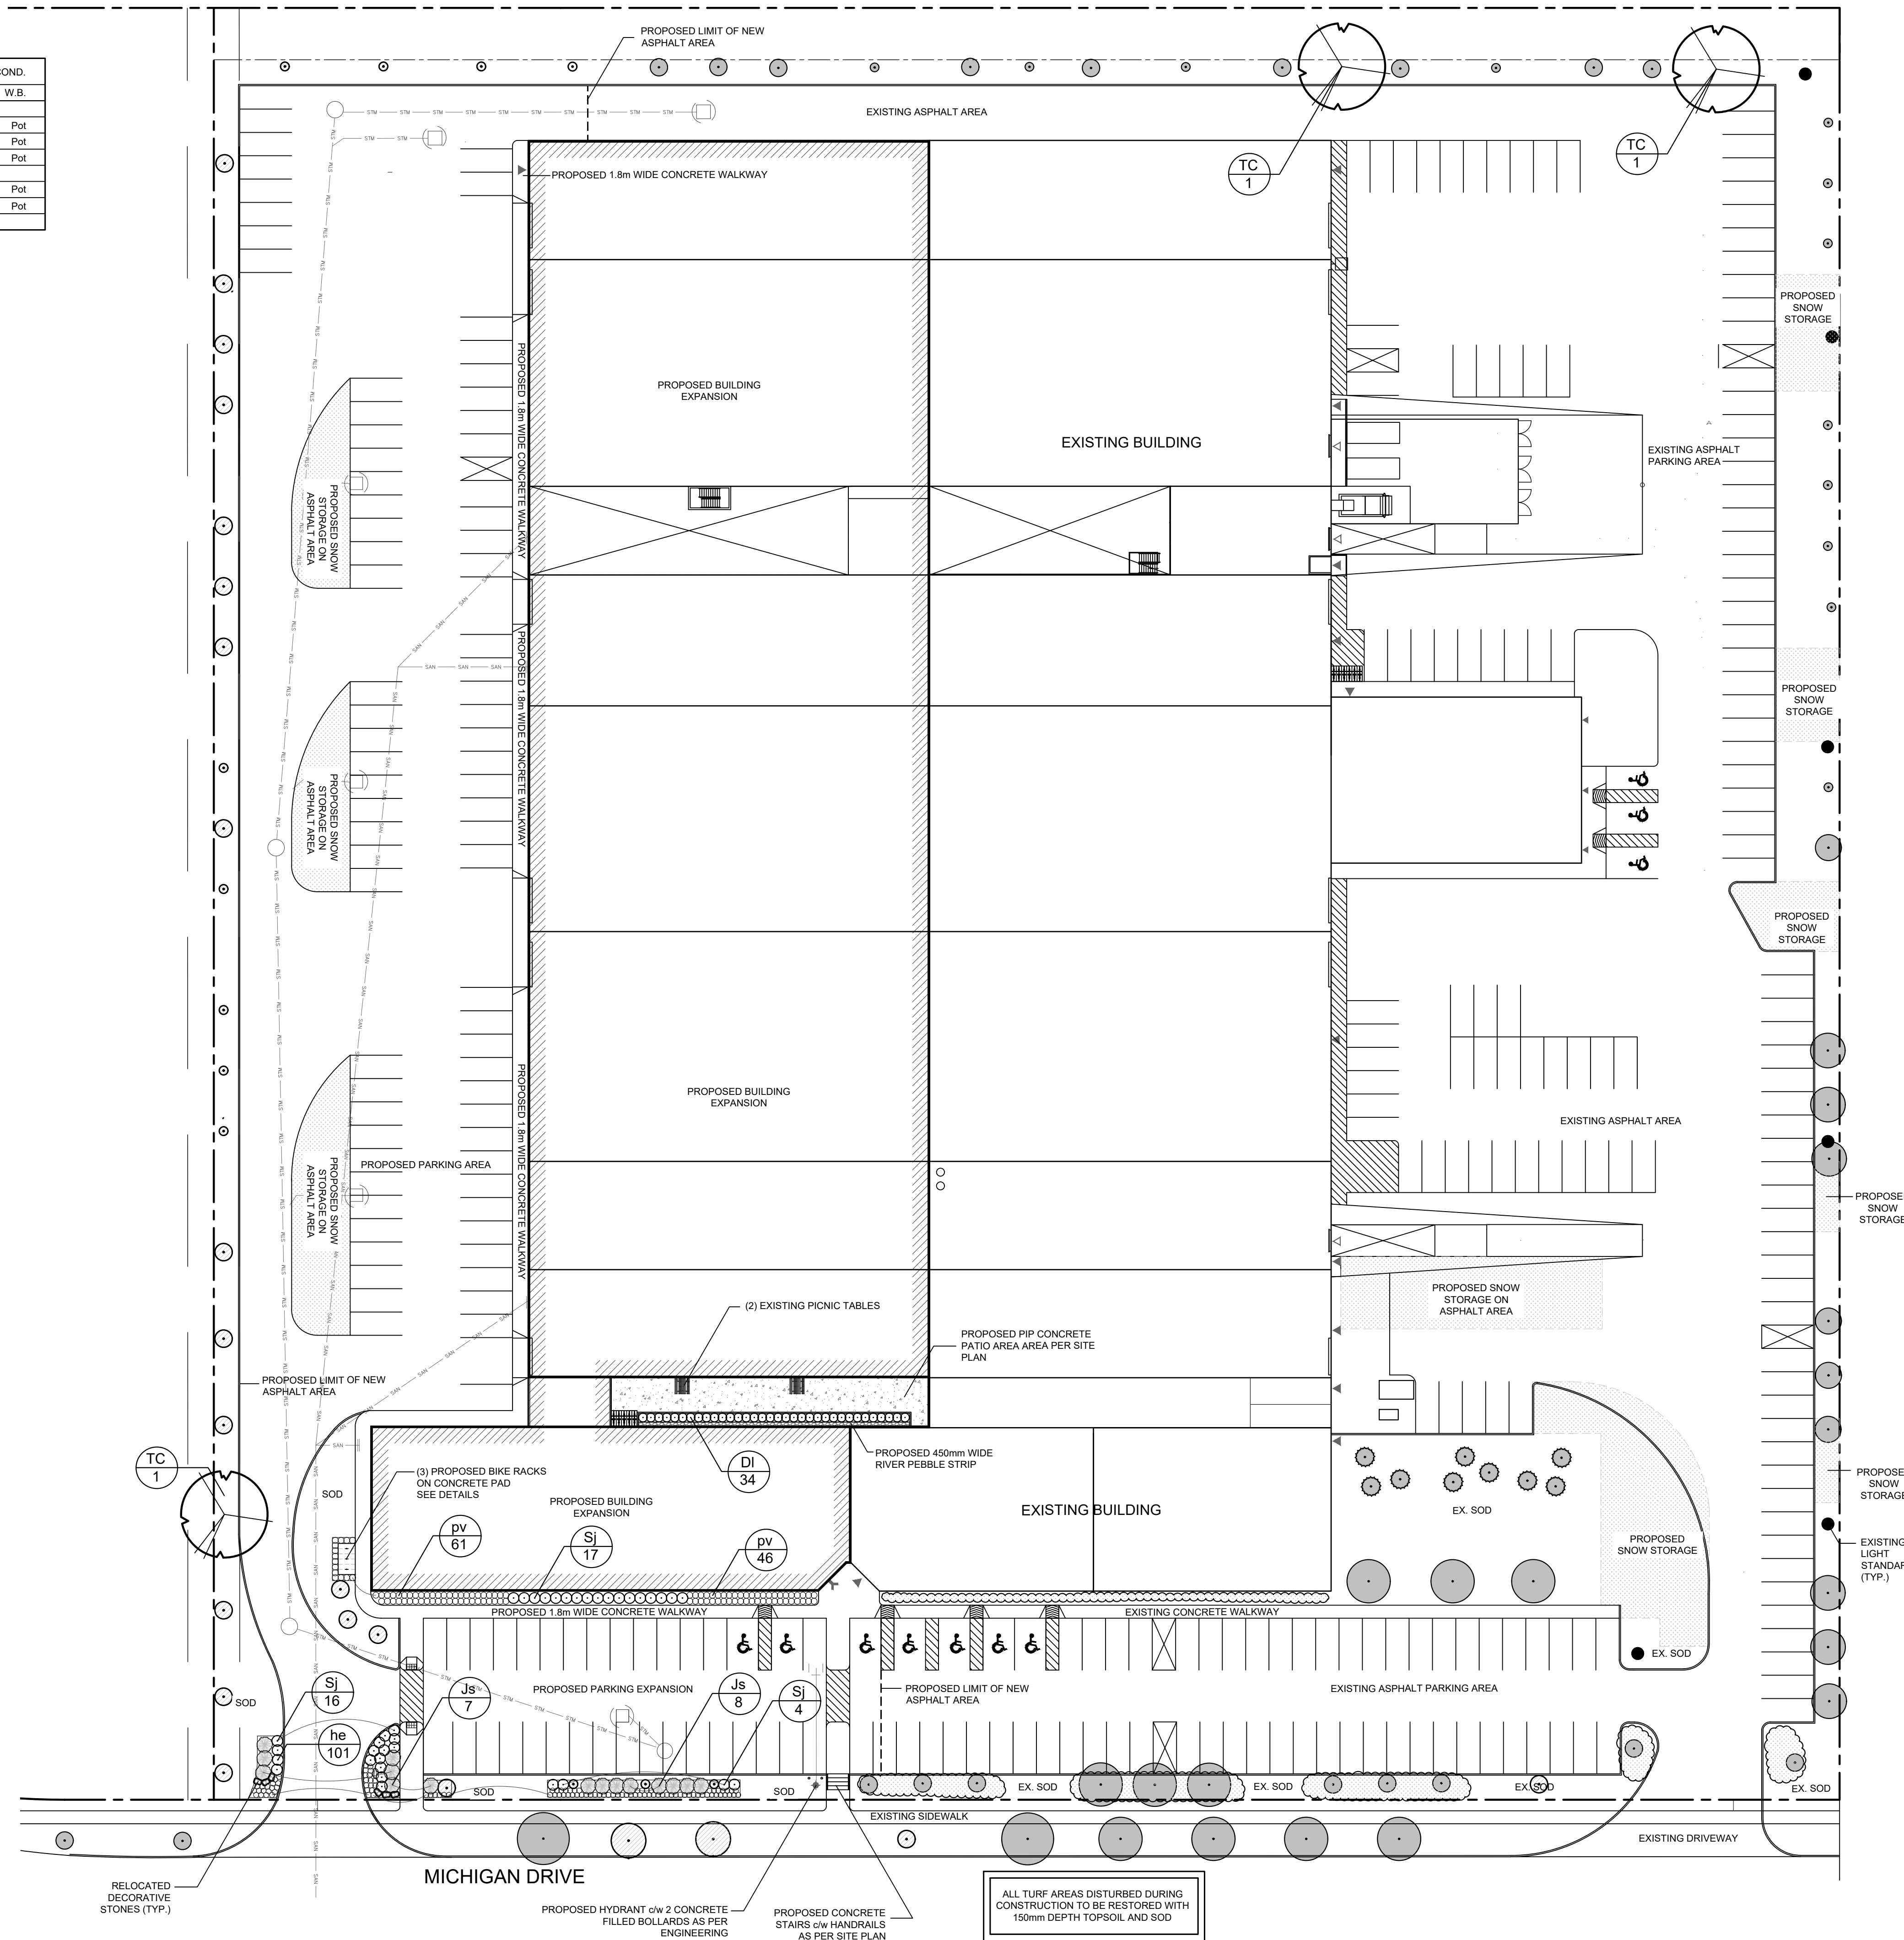 COND.
W.B.
Pot
Pot
Pot
Pot
Pot
PROPOSED LIMIT OF NEW
ASPHALT AREA
EXISTING ASPHALT AREA
TC
1
TC
1
PROPOSED 1.8m WIDE CONCRETE WALKWAY
PROPOSED
SNOW
STORAGE
PROPOSED BUILDING
EXPANSION
PROPOSED 1.8m WIDE CONCRETE WALKWAY
EXISTING BUILDING
EXISTING ASPHALT
PARKING AREA
PROPOSED SNOW
STORAGE ON
ASPHALT AREA
PROPOSED 1.8m WIDE CONCRETE WALKWAY
PROPOSED
SNOW
STORAGE
PROPOSED SNOW
STORAGE ON
ASPHALT AREA
PROPOSED
SNOW
STORAGE
PROPOSED BUILDING
EXPANSION
EXISTING ASPHALT AREA
PROPOSED 1.8m WIDE CONCRETE WALKWAY
PROPOSED PARKING AREA
PROPOSED SNOW
STORAGE ON
ASPHALT AREA
PROPOSE
SNOW
STORAGE
(2) EXISTING PICNIC TABLES
PROPOSED SNOW
STORAGE ON
ASPHALT AREA
PROPOSED PIP CONCRETE
PATIO AREA AREA PER SITE
PLAN
PROPOSED LIMIT OF NEW
ASPHALT AREA
PROPOSED 450mm WIDE
RIVER PEBBLE STRIP
TC
1
DI
34
(3) PROPOSED BIKE RACKS
ON CONCRETE PAD
SEE DETAILS
SOD
PROPOSED BUILDING
EXPANSION
EXISTING BUILDING
EX. SOD
PROPOSED
SNOW STORAGE
PROPOSE
SNOW
STORAGE
EXISTING
LIGHT
STANDAR
(TYP.)
pv
61
Sj
17
pv
46
PROPOSED 1.8m WIDE CONCRETE WALKWAY
EXISTING CONCRETE WALKWAY
EX. SOD
SOD
Sj
16
he
101
Js
7
PROPOSED PARKING EXPANSION
Js
8
Sj
4
PROPOSED LIMIT OF NEW
ASPHALT AREA
EXISTING ASPHALT PARKING AREA
SOD
SOD
EX. SOD
EX. SOD
EX. SOD
EX. SOD
EXISTING SIDEWALK
EXISTING DRIVEWAY
MICHIGAN DRIVE
RELOCATED
DECORATIVE
STONES (TYP.)
PROPOSED HYDRANT c/w 2 CONCRETE
FILLED BOLLARDS AS PER
ENGINEERING
PROPOSED CONCRETE
STAIRS c/w HANDRAILS
AS PER SITE PLAN
ALL TURF AREAS DISTURBED DURING
CONSTRUCTION TO BE RESTORED WITH
150mm DEPTH TOPSOIL AND SOD